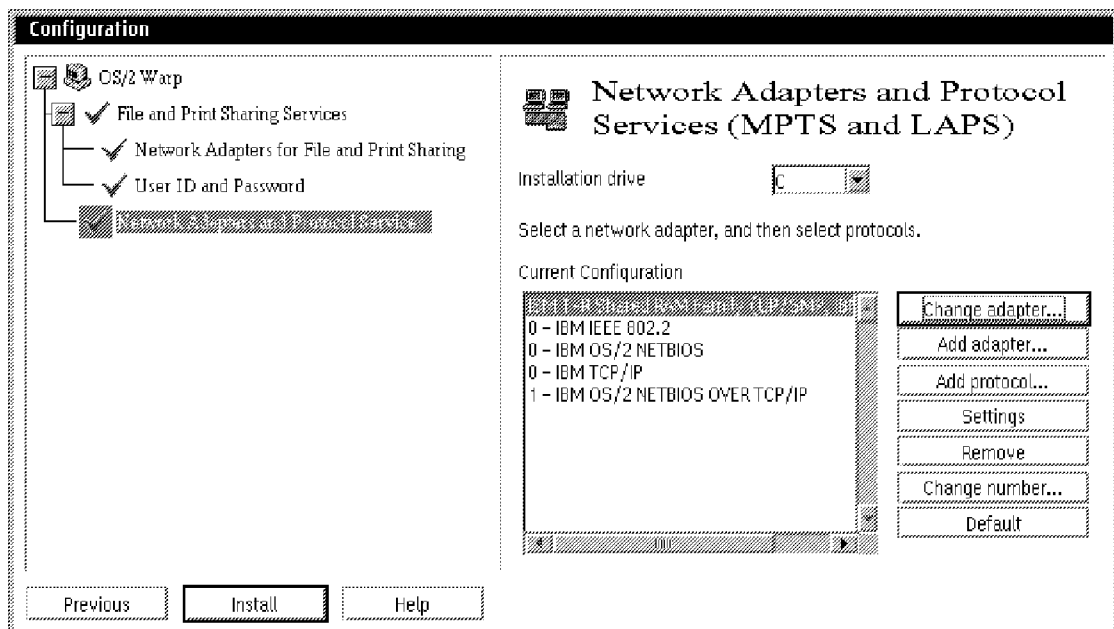 Configuration
OS/2 Warp
File and Print Sharing Services
Network Adapters for File and Print Sharing
User ID and Password
Network Adapters and Protocol Services
Network Adapters and Protocol
Services (MPTS and LAPS)
Installation drive
C
Select a network adapter, and then select protocols.
Current Configuration
0 – IBM IEEE 802.2
0 – IBM OS/2 NETBIOS
0 – IBM TCP/IP
1 – IBM OS/2 NETBIOS OVER TCP/IP
Change adapter...
Add adapter...
Add protocol...
Settings
Remove
Change number...
Default
Previous
Install
Help